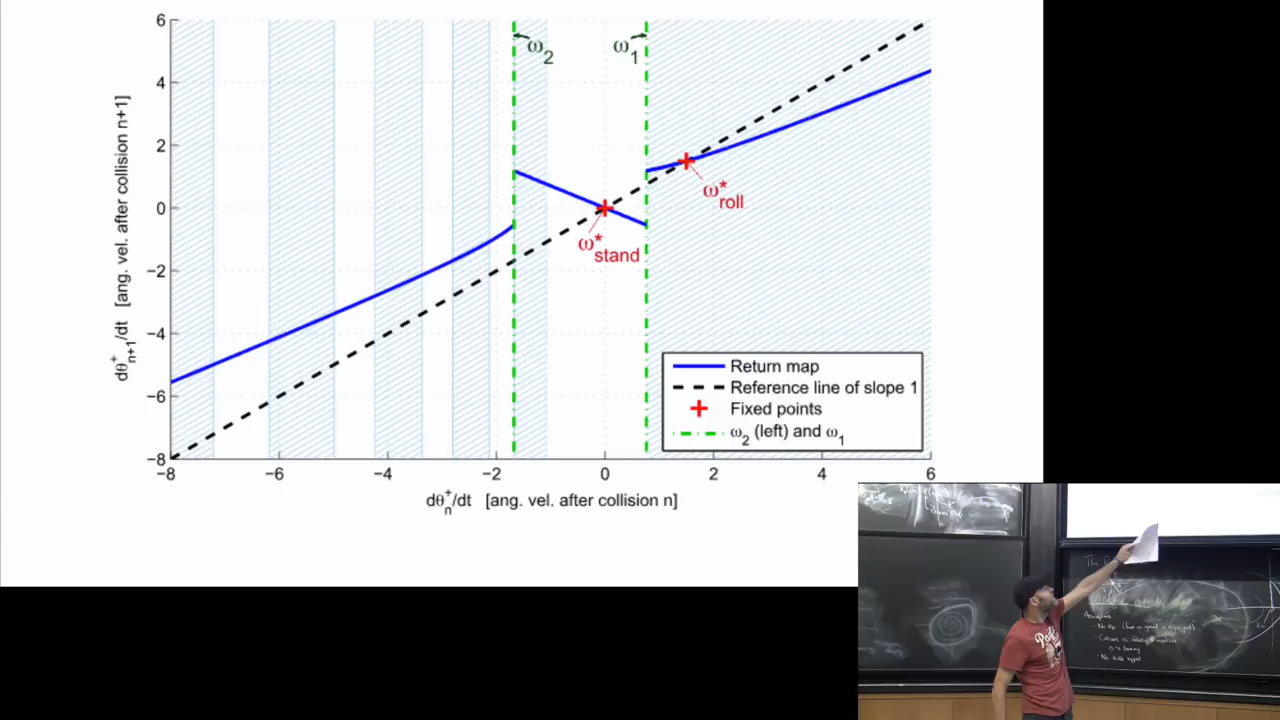 6
4
2
0
−2
−4
−6
−8
dθ⁺ₙ₊₁/dt [ang. vel. after collision n+1]
ω₂
ω₁
ω*roll
ω*stand
Return map
Reference line of slope 1
Fixed points
ω₂ (left) and ω₁
−8 −6 −4 −2 0 2 4 6
dθ⁺ₙ/dt [ang. vel. after collision n]